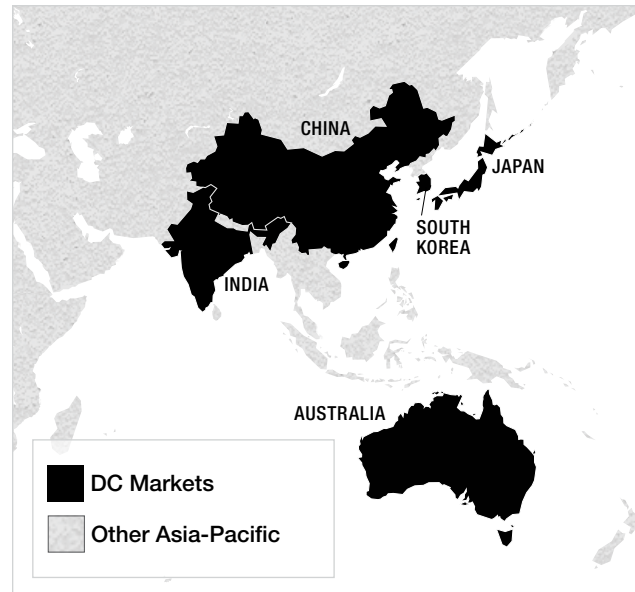 CHINA
JAPAN
SOUTH
KOREA
INDIA
AUSTRALIA
DC Markets
Other Asia-Pacific